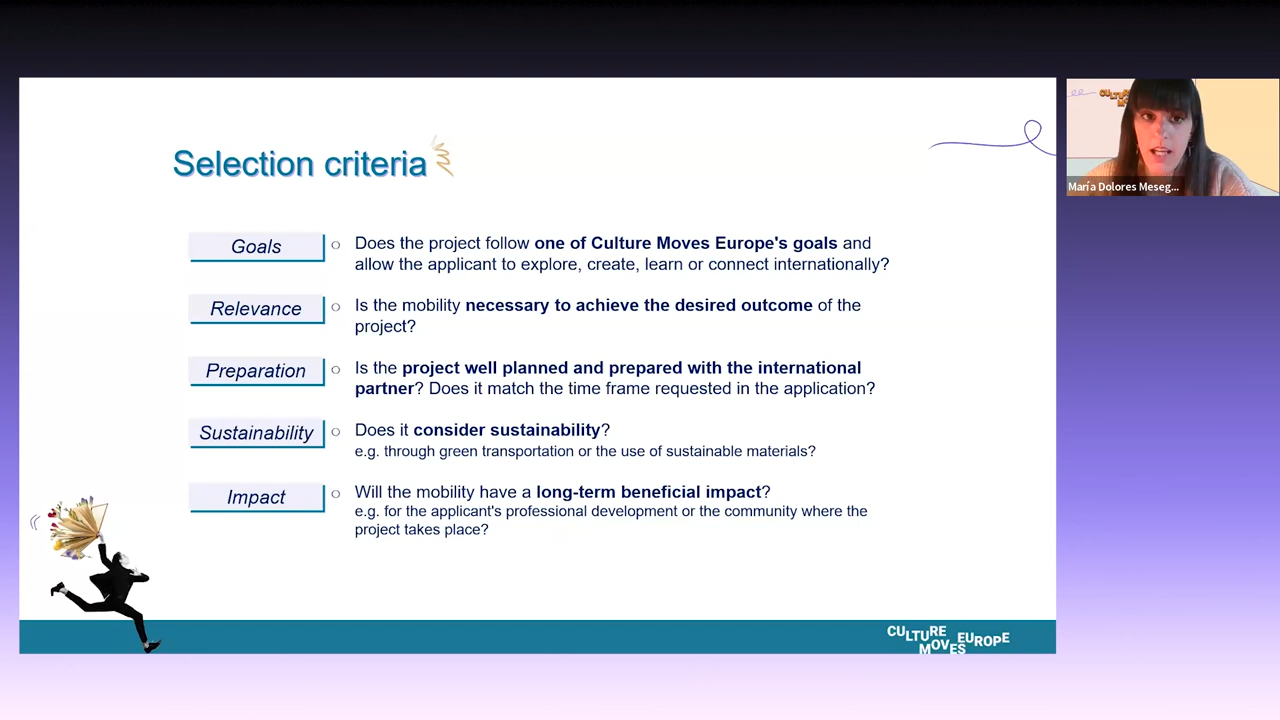 Selection criteria
Goals
Does the project follow one of Culture Moves Europe's goals and
allow the applicant to explore, create, learn or connect internationally?
Relevance
Is the mobility necessary to achieve the desired outcome of the
project?
Preparation
Is the project well planned and prepared with the international
partner? Does it match the time frame requested in the application?
Sustainability
Does it consider sustainability?
e.g. through green transportation or the use of sustainable materials?
Impact
Will the mobility have a long-term beneficial impact?
e.g. for the applicant's professional development or the community where the
project takes place?
CULTURE
MOVES EUROPE
María Dolores Meseg...